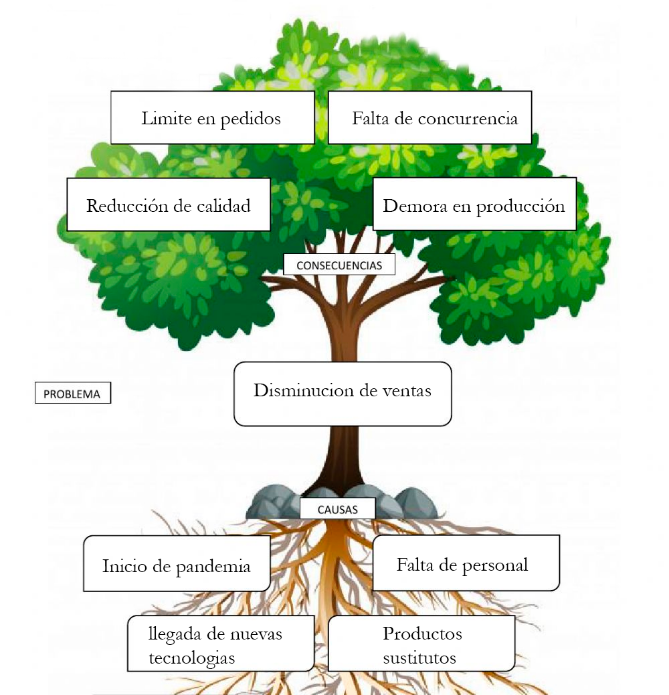 Limite en pedidos
Falta de concurrencia
Reducción de calidad
Demora en producción
CONSECUENCIAS
Disminucion de ventas
PROBLEMA
CAUSAS
Inicio de pandemia
Falta de personal
llegada de nuevas
tecnologias
Productos
sustitutos